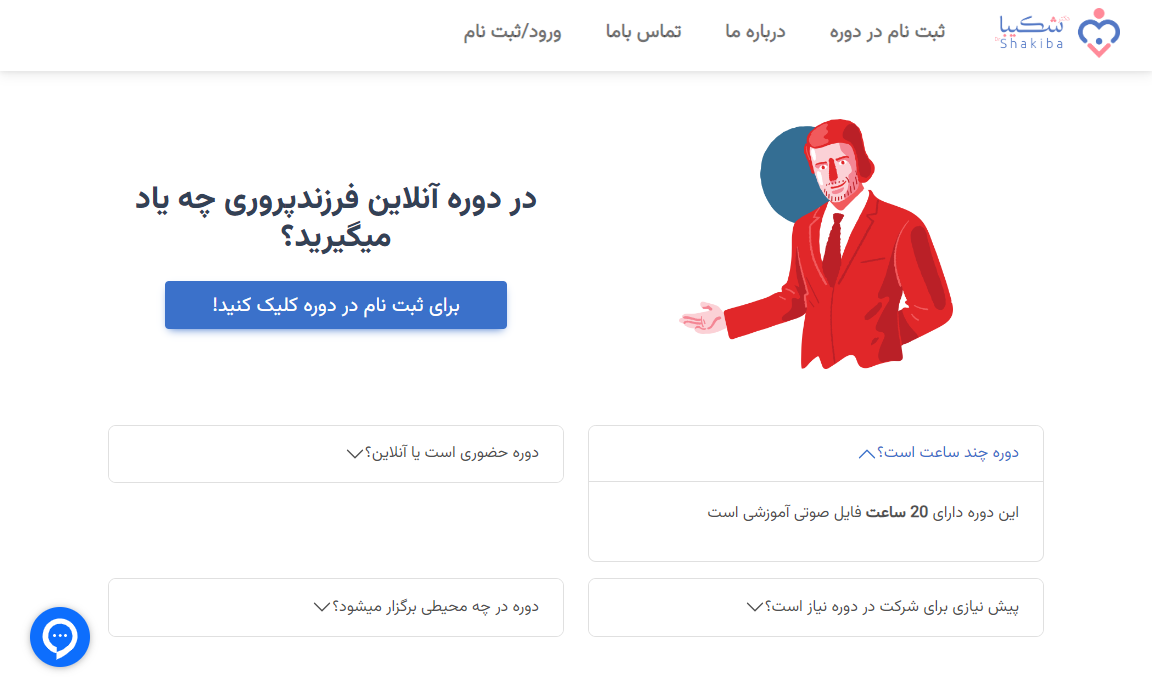 شکیبا
Shakiba
ثبت نام در دوره
درباره ما
تماس باما
ورود/ثبت نام
در دوره آنلاین فرزندپروری چه یاد
میگیرید؟
برای ثبت نام در دوره کلیک کنید!
دوره چند ساعت است؟
این دوره دارای 20 ساعت فایل صوتی آموزشی است
دوره حضوری است یا آنلاین؟
پیش نیازی برای شرکت در دوره نیاز است؟
دوره در چه محیطی برگزار میشود؟